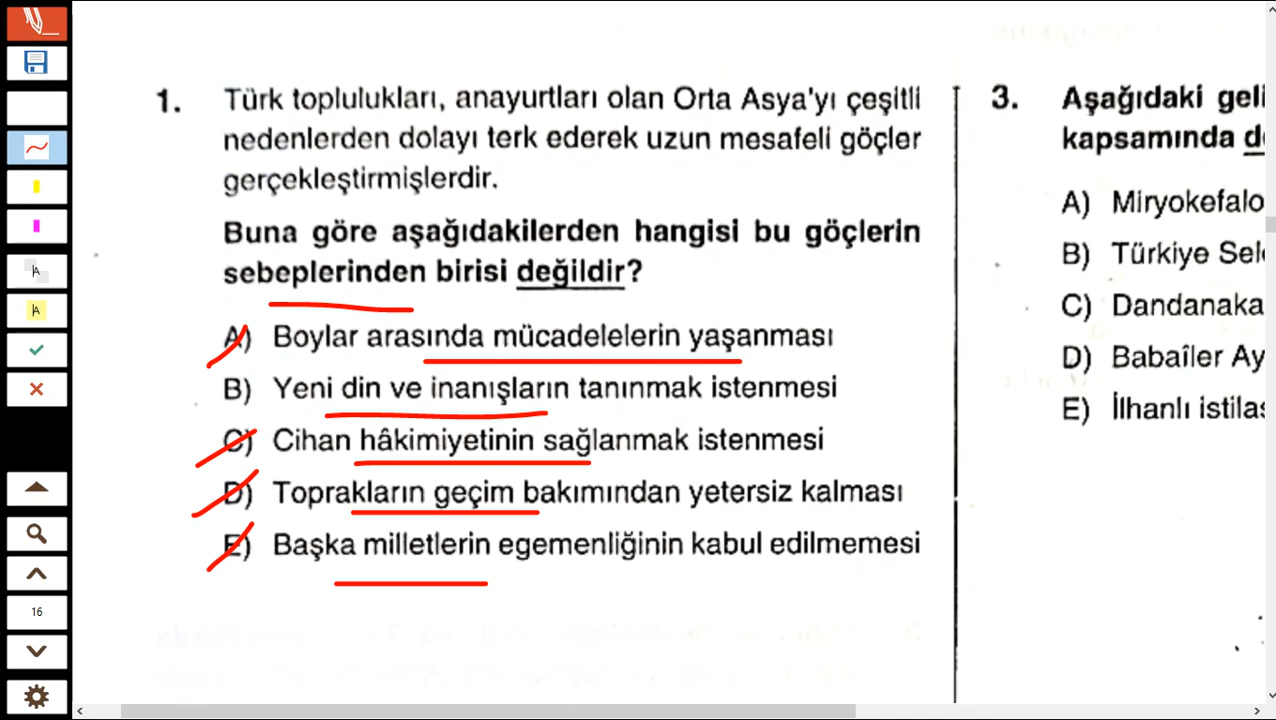 1. Türk toplulukları, anayurtları olan Orta Asya'yı çeşitli
nedenlerden dolayı terk ederek uzun mesafeli göçler
gerçekleştirmişlerdir.
Buna göre aşağıdakilerden hangisi bu göçlerin
sebeplerinden birisi değildir?
A) Boylar arasında mücadelelerin yaşanması
B) Yeni din ve inanışların tanınmak istenmesi
C) Cihan hâkimiyetinin sağlanmak istenmesi
D) Toprakların geçim bakımından yetersiz kalması
E) Başka milletlerin egemenliğinin kabul edilmemesi
3. Aşağıdaki geli
kapsamında d
A) Miryokefalo
B) Türkiye Sel
C) Dandanaka
D) Babaîler Ay
E) İlhanlı istila
A
A
16